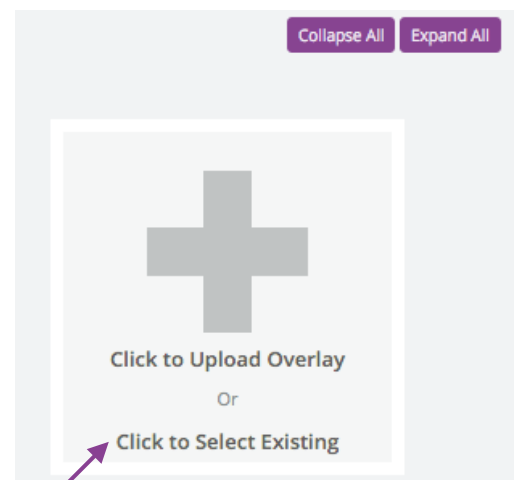 Collapse All Expand All
Click to Upload Overlay
Or
Click to Select Existing